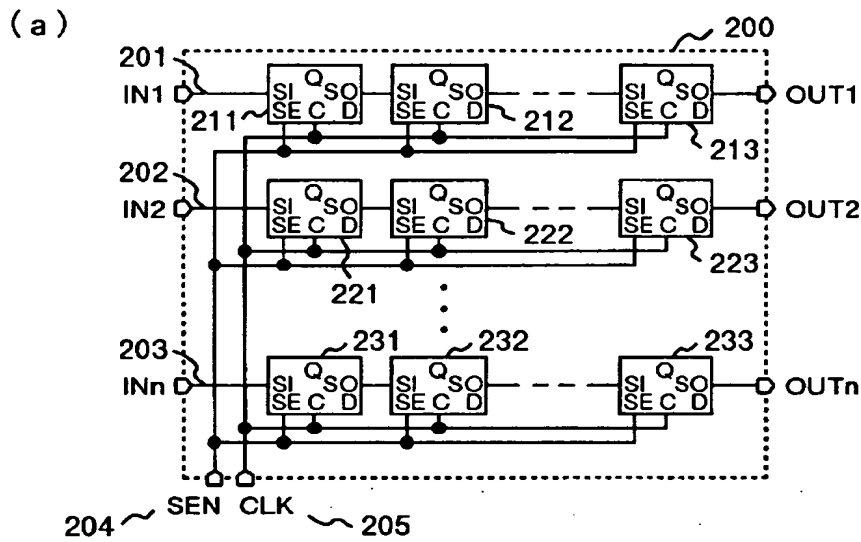 (a)
200
201
IN1 SI Q SO SE C D SI Q SO SE C D SI Q SO SE C D OUT1
211 212 213
202
IN2 SI Q SO SE C D SI Q SO SE C D SI Q SO SE C D OUT2
221 222 223
203 231 232 233
INn SI Q SO SE C D SI Q SO SE C D SI Q SO SE C D OUTn
204 SEN CLK 205